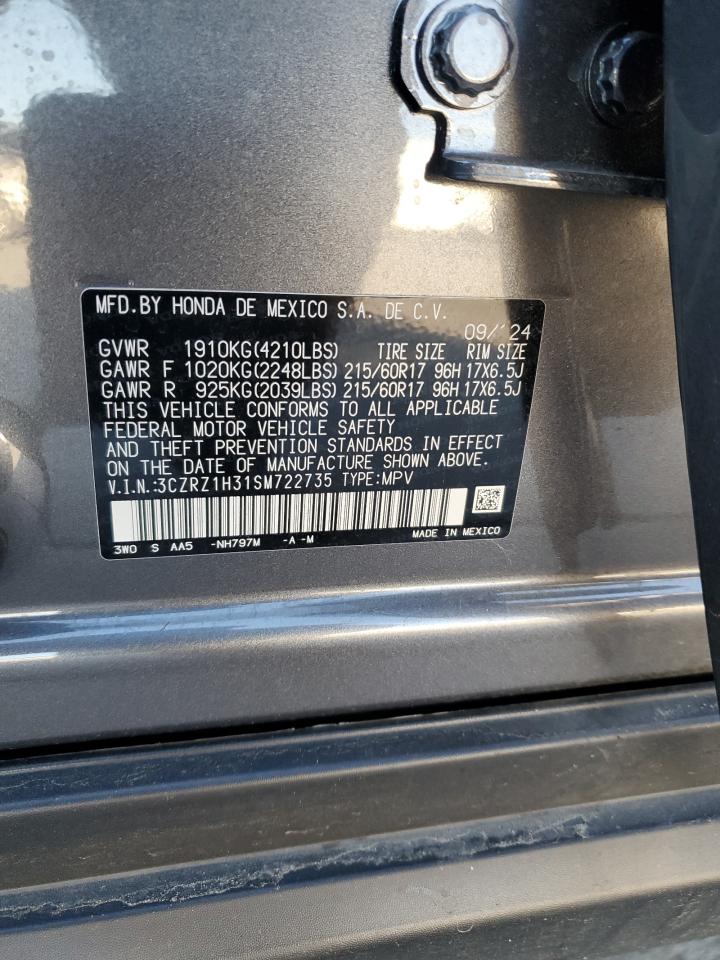 MFD.BY HONDA DE MEXICO S.A. DE C.V.
09/'24
GVWR 1910KG(4210LBS) TIRE SIZE RIM SIZE
GAWR F 1020KG(2248LBS) 215/60R17 96H 17X6.5J
GAWR R 925KG(2039LBS) 215/60R17 96H 17X6.5J
THIS VEHICLE CONFORMS TO ALL APPLICABLE
FEDERAL MOTOR VEHICLE SAFETY
AND THEFT PREVENTION STANDARDS IN EFFECT
ON THE DATE OF MANUFACTURE SHOWN ABOVE.
V.I.N.:3CZRZ1H31SM722735 TYPE:MPV
3W0 S AA5 -NH797M -A -M MADE IN MEXICO